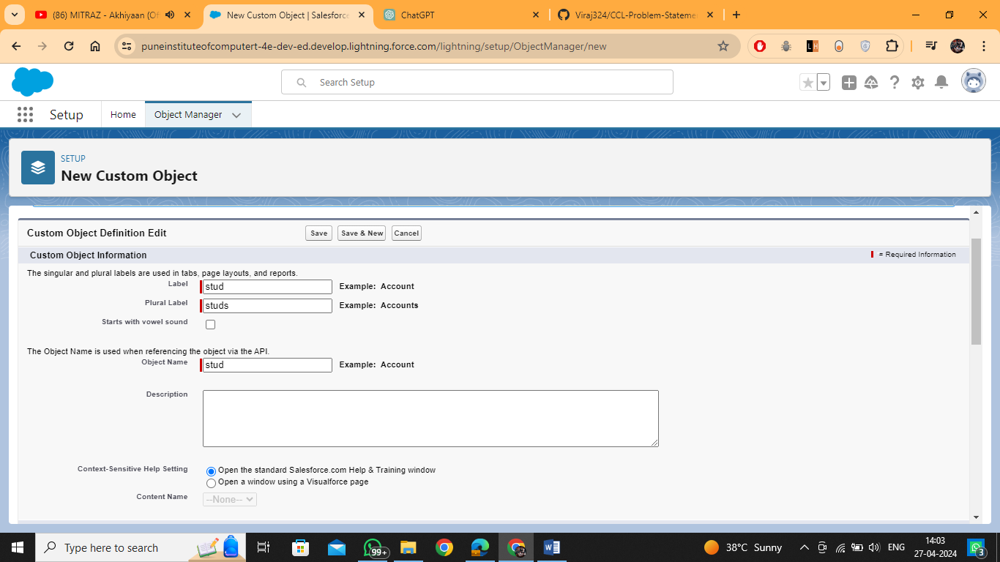 (86) MITRAZ - Akhiyaan (Of
New Custom Object | Salesforce
ChatGPT
Viraj324/CCL-Problem-Stateme
puneinstituteofcomputert-4e-dev-ed.develop.lightning.force.com/lightning/setup/ObjectManager/new
Search Setup
Setup
Home
Object Manager
SETUP
New Custom Object
Custom Object Definition Edit
Save
Save & New
Cancel
Custom Object Information
= Required Information
The singular and plural labels are used in tabs, page layouts, and reports.
Label
stud
Example: Account
Plural Label
studs
Example: Accounts
Starts with vowel sound
The Object Name is used when referencing the object via the API.
Object Name
stud
Example: Account
Description
Context-Sensitive Help Setting
Open the standard Salesforce.com Help & Training window
Open a window using a Visualforce page
Content Name
--None--
Type here to search
99+
38°C Sunny
ENG
14:03
27-04-2024
3